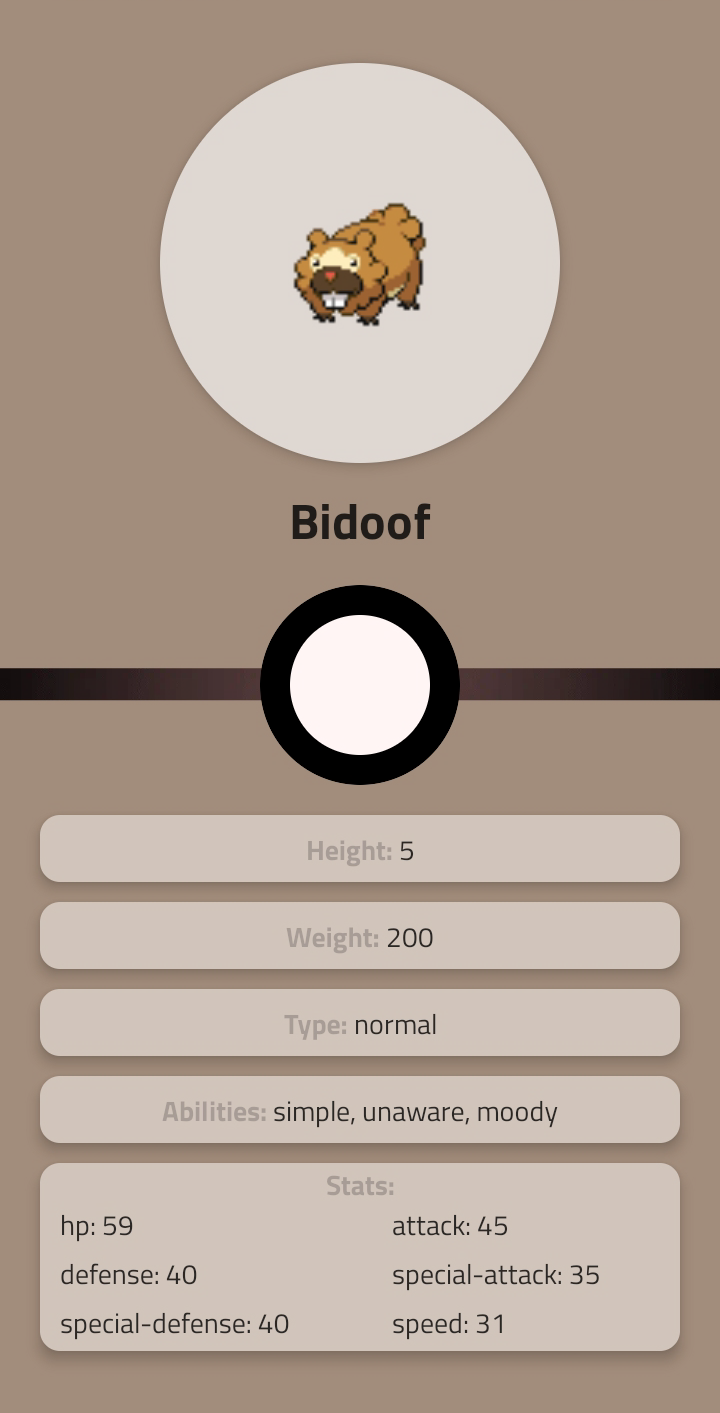 Bidoof
Height: 5
Weight: 200
Type: normal
Abilities: simple, unaware, moody
Stats:
hp: 59 attack: 45
defense: 40 special-attack: 35
special-defense: 40 speed: 31